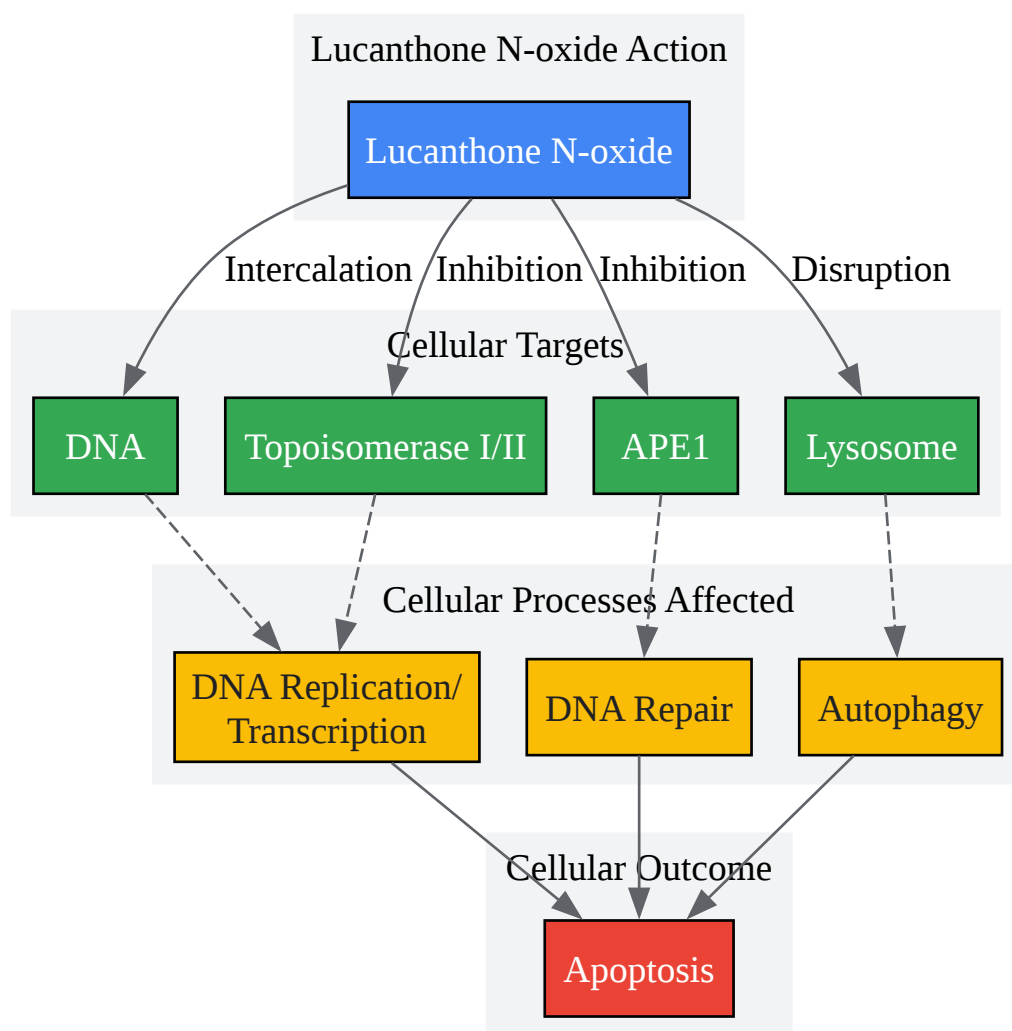 Lucanthone N-oxide Action
Lucanthone N-oxide
Intercalation
Inhibition
Inhibition
Disruption
Cellular Targets
DNA
Topoisomerase I/II
APE1
Lysosome
Cellular Processes Affected
DNA Replication/
Transcription
DNA Repair
Autophagy
Cellular Outcome
Apoptosis